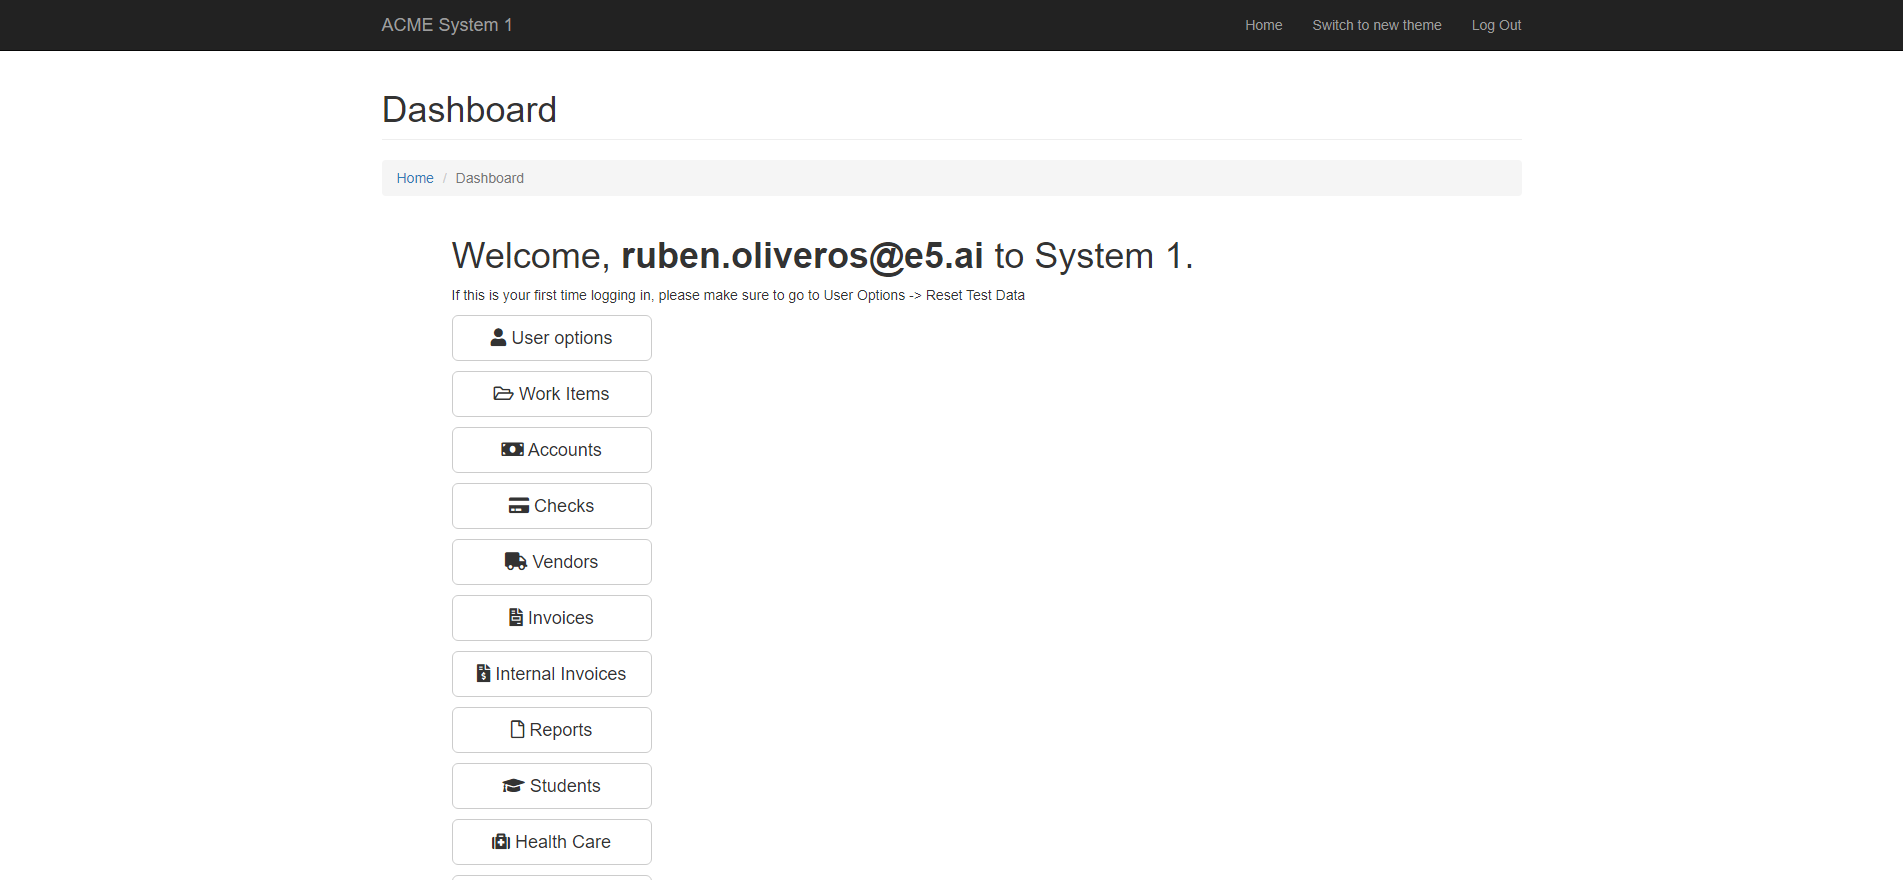 ACME System 1 Home Switch to new theme Log Out
Dashboard
Home / Dashboard
Welcome, ruben.oliveros@e5.ai to System 1.
If this is your first time logging in, please make sure to go to User Options -> Reset Test Data
User options
Work Items
Accounts
Checks
Vendors
Invoices
Internal Invoices
Reports
Students
Health Care